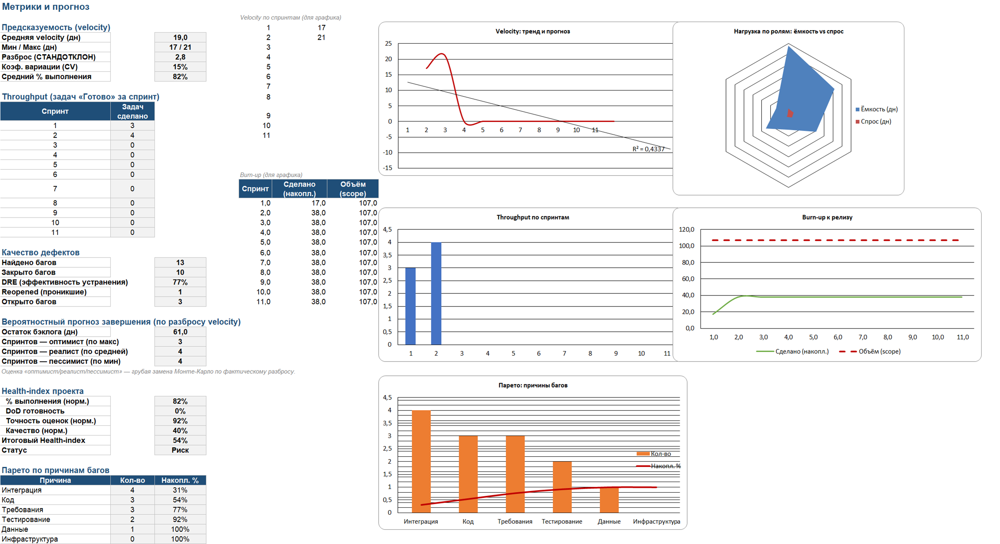 Метрики и прогноз
Предсказуемость (velocity)
Средняя velocity (дн) 19,0
Мин / Макс (дн) 17 / 21
Разброс (СТАНДОТКЛОН) 2,8
Коэф. вариации (CV) 15%
Средний % выполнения 82%
Throughput (задач «Готово» за спринт)
Спринт Задач сделано
1 3
2 4
3 0
4 0
5 0
6 0
7 0
8 0
9 0
10 0
11 0
Качество дефектов
Найдено багов 13
Закрыто багов 10
DRE (эффективность устранения) 77%
Reopened (проникшие) 1
Открыто багов 3
Вероятностный прогноз завершения (по разбросу velocity)
Остаток бэклога (дн) 61,0
Спринтов — оптимист (по макс) 3
Спринтов — реалист (по средней) 4
Спринтов — пессимист (по мин) 4
Оценка «оптимист/реалист/пессимист» — грубая замена Монте-Карло по фактическому разбросу.
Health-index проекта
% выполнения (норм.) 82%
DoD готовность 0%
Точность оценок (норм.) 92%
Качество (норм.) 40%
Итоговый Health-index 54%
Статус Риск
Парето по причинам багов
Причина Кол-во Накопл. %
Интеграция 4 31%
Код 3 54%
Требования 3 77%
Тестирование 2 92%
Данные 1 100%
Инфраструктура 0 100%
Velocity по спринтам (для графика)
1 17
2 21
3
4
5
6
7
8
9
10
11
Burn-up (для графика)
Спринт Сделано (накопл.) Объём (scope)
1,0 17,0 107,0
2,0 38,0 107,0
3,0 38,0 107,0
4,0 38,0 107,0
5,0 38,0 107,0
6,0 38,0 107,0
7,0 38,0 107,0
8,0 38,0 107,0
9,0 38,0 107,0
10,0 38,0 107,0
11,0 38,0 107,0
Velocity: тренд и прогноз
25
20
15
10
5
0
-5
-10
-15
1 2 3 4 5 6 7 8 9 10 11
R² = 0,4337
Нагрузка по ролям: ёмкость vs спрос
Ёмкость (дн)
Спрос (дн)
Throughput по спринтам
4,5
4
3,5
3
2,5
2
1,5
1
0,5
0
1 2 3 4 5 6 7 8 9 10 11
Burn-up к релизу
120,0
100,0
80,0
60,0
40,0
20,0
0,0
1,0 2,0 3,0 4,0 5,0 6,0 7,0 8,0 9,0 10,0 11,0
Сделано (накопл.) Объём (scope)
Парето: причины багов
4,5
4
3,5
3
2,5
2
1,5
1
0,5
0
Кол-во
Накопл. %
Интеграция Код Требования Тестирование Данные Инфраструктура